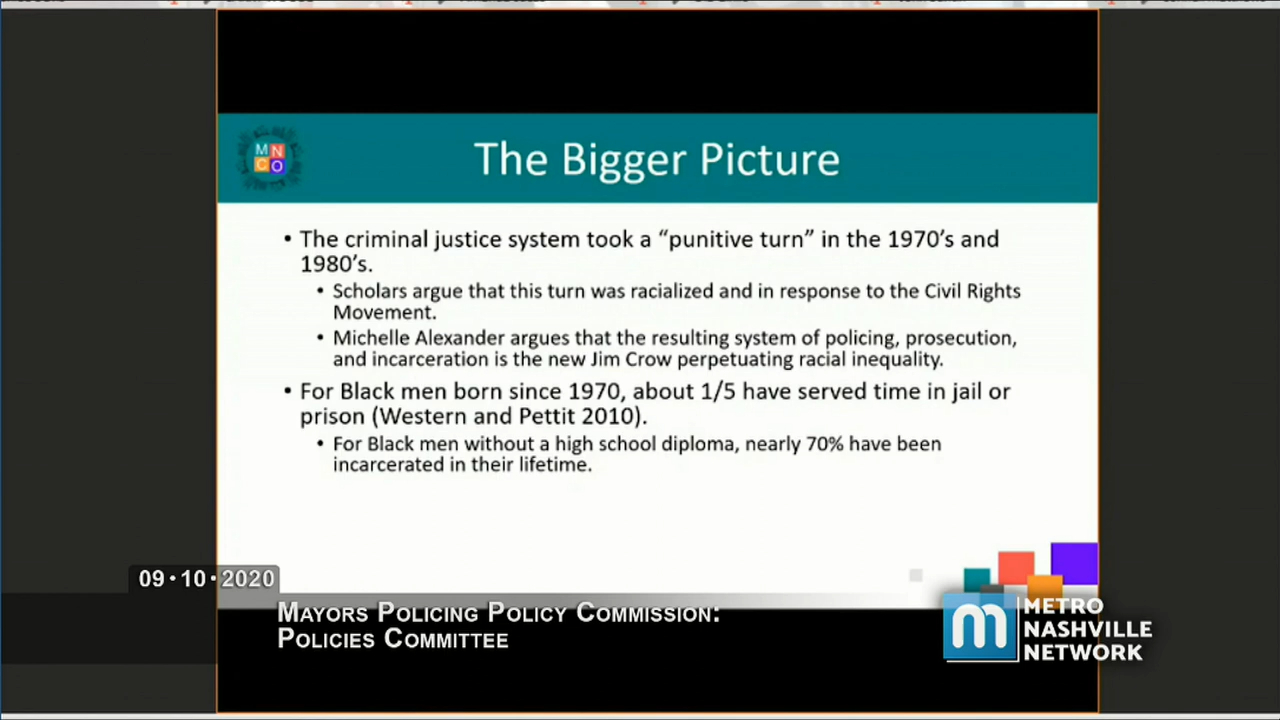 MN
CO
The Bigger Picture
• The criminal justice system took a “punitive turn” in the 1970’s and
1980’s.
• Scholars argue that this turn was racialized and in response to the Civil Rights
Movement.
• Michelle Alexander argues that the resulting system of policing, prosecution,
and incarceration is the new Jim Crow perpetuating racial inequality.
• For Black men born since 1970, about 1/5 have served time in jail or
prison (Western and Pettit 2010).
• For Black men without a high school diploma, nearly 70% have been
incarcerated in their lifetime.
09•10•2020
MAYORS POLICING POLICY COMMISSION:
POLICIES COMMITTEE
m
METRO
NASHVILLE
NETWORK